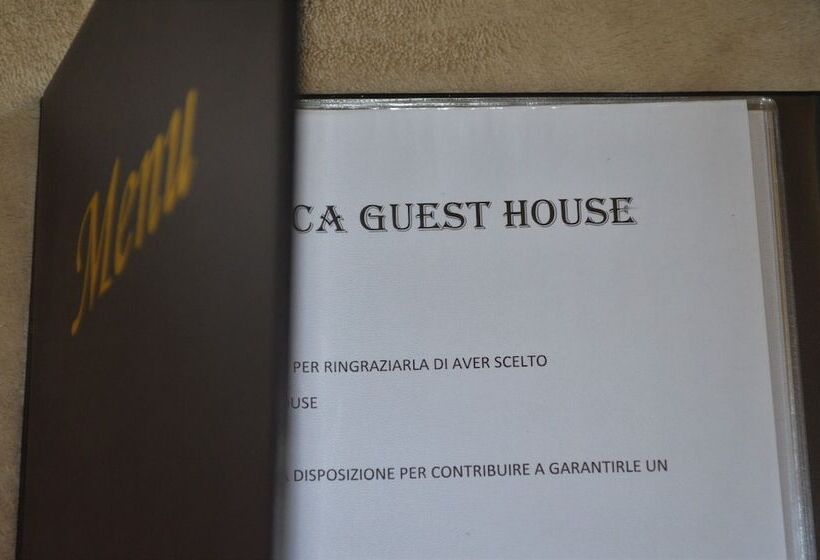 Menu
CA GUEST HOUSE
PER RINGRAZIARLA DI AVER SCELTO
USE
DISPOSIZIONE PER CONTRIBUIRE A GARANTIRLE UN